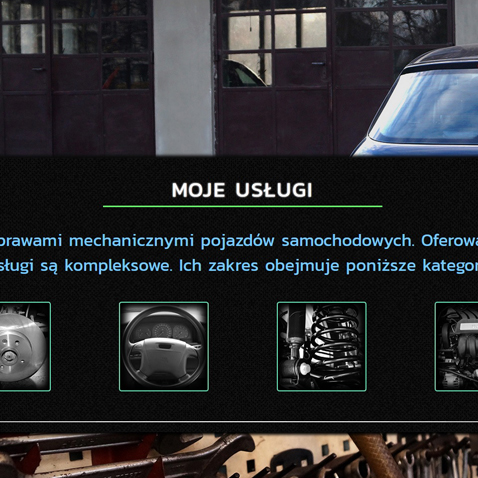 MOJE USŁUGI
prawami mechanicznymi pojazdów samochodowych. Oferowa
sługi są kompleksowe. Ich zakres obejmuje poniższe kategor